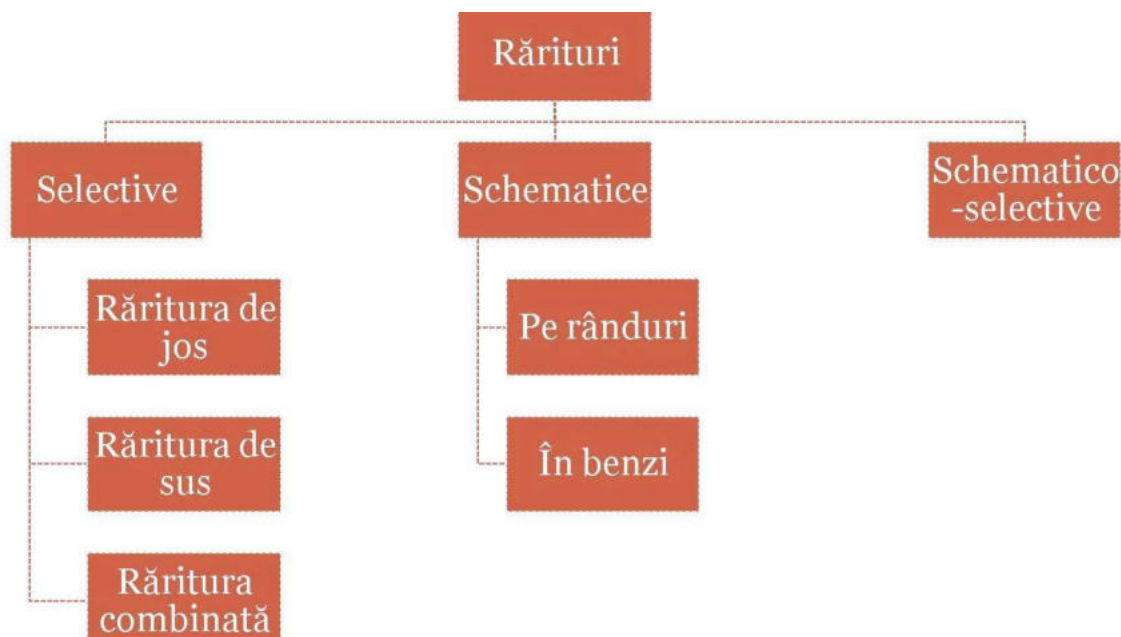 Rărituri
Selective
Schematice
Schematico
-selective
Răritura de
jos
Pe rânduri
Răritura de
sus
În benzi
Răritura
combinată